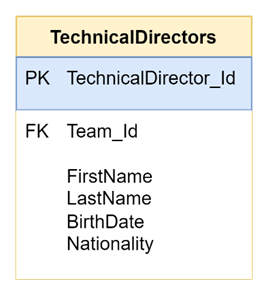 TechnicalDirectors
PK TechnicalDirector_Id
FK Team_Id
FirstName
LastName
BirthDate
Nationality